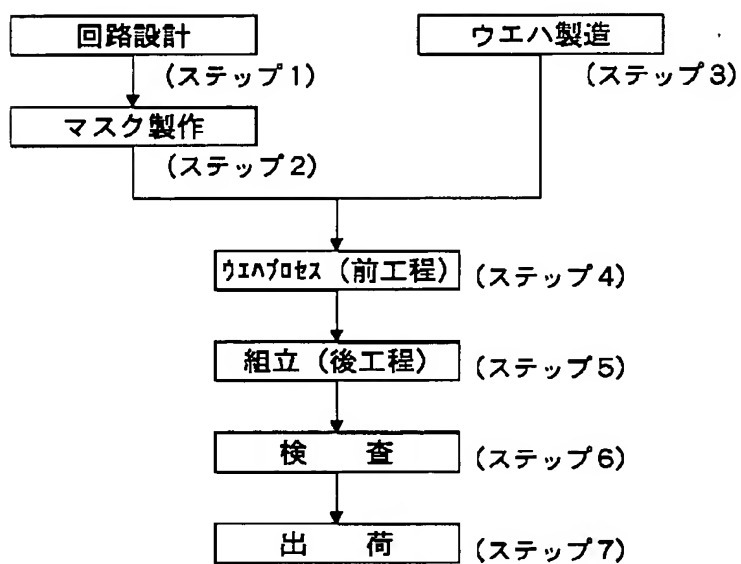 回路設計
(ステップ1)
マスク製作
(ステップ2)
ウエハ製造
(ステップ3)
ウエハプロセス (前工程)
(ステップ4)
組立 (後工程)
(ステップ5)
検　査
(ステップ6)
出　荷
(ステップ7)